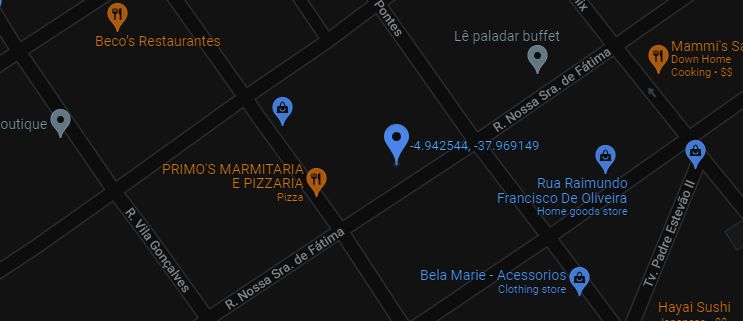 Beco's Restaurantes
Pontes
lix
Lê paladar buffet
Mammi's Sa
Down Home
Cooking • $$
R. Nossa Sra. de Fátima
outique
-4.942544, -37.969149
PRIMO'S MARMITARIA
E PIZZARIA
Pizza
Rua Raimundo
Francisco De Oliveira
Home goods store
R. Vila Gonçalves
R. Nossa Sra. de Fátima
Tv. Padre Estevão II
Bela Marie - Acessorios
Clothing store
Hayai Sushi
Japanese • $$